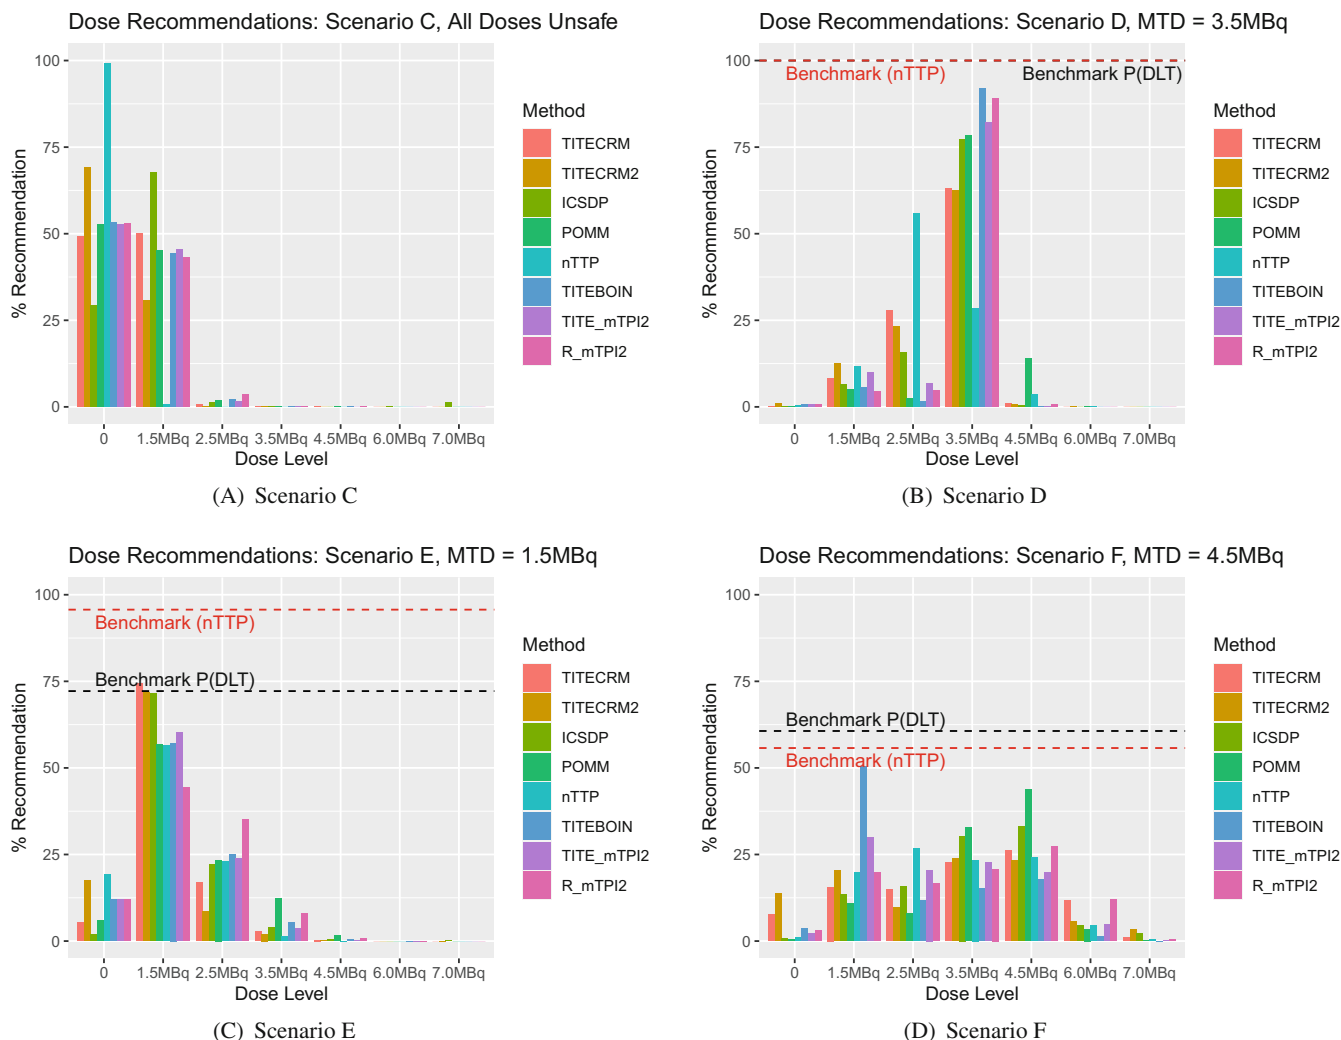 Dose Recommendations: Scenario C, All Doses Unsafe
100
75
50
25
0
% Recommendation
0 1.5MBq 2.5MBq 3.5MBq 4.5MBq 6.0MBq 7.0MBq
Dose Level
Method
TITECRM
TITECRM2
ICSDP
POMM
nTTP
TITEBOIN
TITE_mTPI2
R_mTPI2
(A) Scenario C
Dose Recommendations: Scenario D, MTD = 3.5MBq
100
75
50
25
0
% Recommendation
Benchmark (nTTP)
Benchmark P(DLT)
0 1.5MBq 2.5MBq 3.5MBq 4.5MBq 6.0MBq 7.0MBq
Dose Level
Method
TITECRM
TITECRM2
ICSDP
POMM
nTTP
TITEBOIN
TITE_mTPI2
R_mTPI2
(B) Scenario D
Dose Recommendations: Scenario E, MTD = 1.5MBq
100
75
50
25
0
% Recommendation
Benchmark (nTTP)
Benchmark P(DLT)
0 1.5MBq 2.5MBq 3.5MBq 4.5MBq 6.0MBq 7.0MBq
Dose Level
Method
TITECRM
TITECRM2
ICSDP
POMM
nTTP
TITEBOIN
TITE_mTPI2
R_mTPI2
(C) Scenario E
Dose Recommendations: Scenario F, MTD = 4.5MBq
100
75
50
25
0
% Recommendation
Benchmark P(DLT)
Benchmark (nTTP)
0 1.5MBq 2.5MBq 3.5MBq 4.5MBq 6.0MBq 7.0MBq
Dose Level
Method
TITECRM
TITECRM2
ICSDP
POMM
nTTP
TITEBOIN
TITE_mTPI2
R_mTPI2
(D) Scenario F